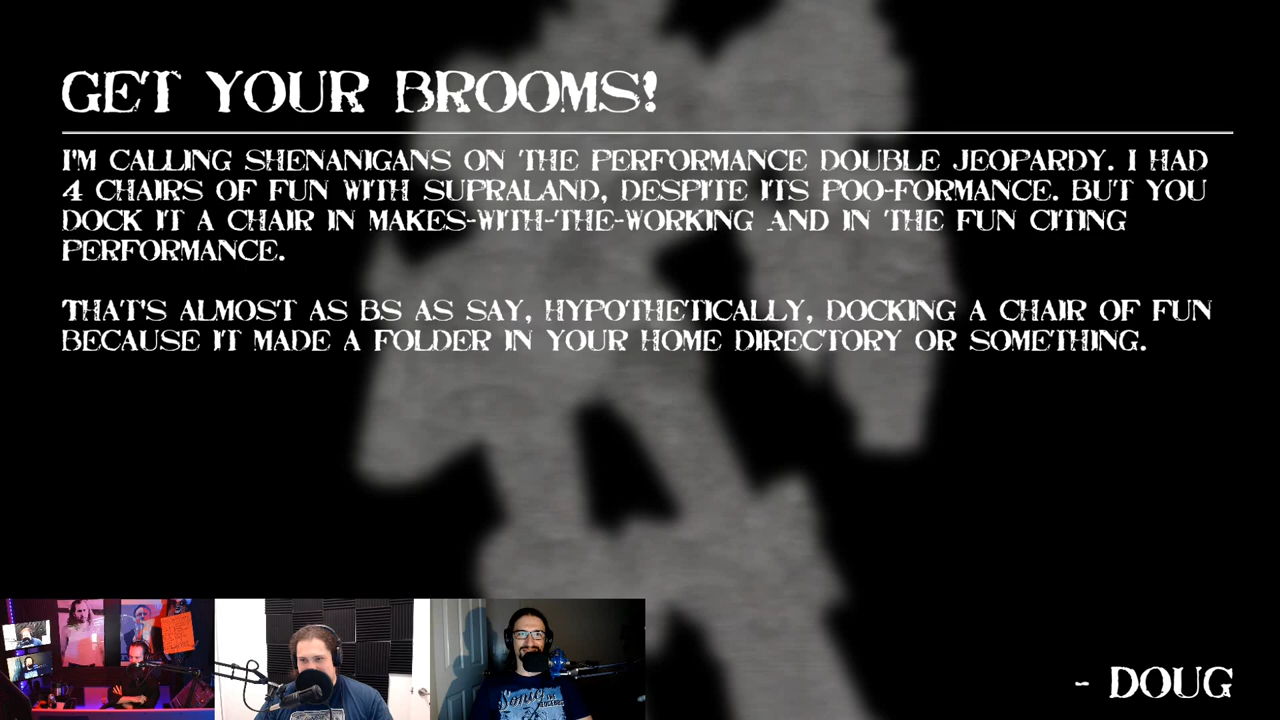 GET YOUR BROOMS!
I'M CALLING SHENANIGANS ON THE PERFORMANCE DOUBLE JEOPARDY. I HAD
4 CHAIRS OF FUN WITH SUPRALAND, DESPITE ITS POO-FORMANCE. BUT YOU
DOCK IT A CHAIR IN MAKES-WITH-THE-WORKING AND IN THE FUN CITING
PERFORMANCE.
THAT'S ALMOST AS BS AS SAY, HYPOTHETICALLY, DOCKING A CHAIR OF FUN
BECAUSE IT MADE A FOLDER IN YOUR HOME DIRECTORY OR SOMETHING.
Sonic
THE
HEDGEHOG
- DOUG